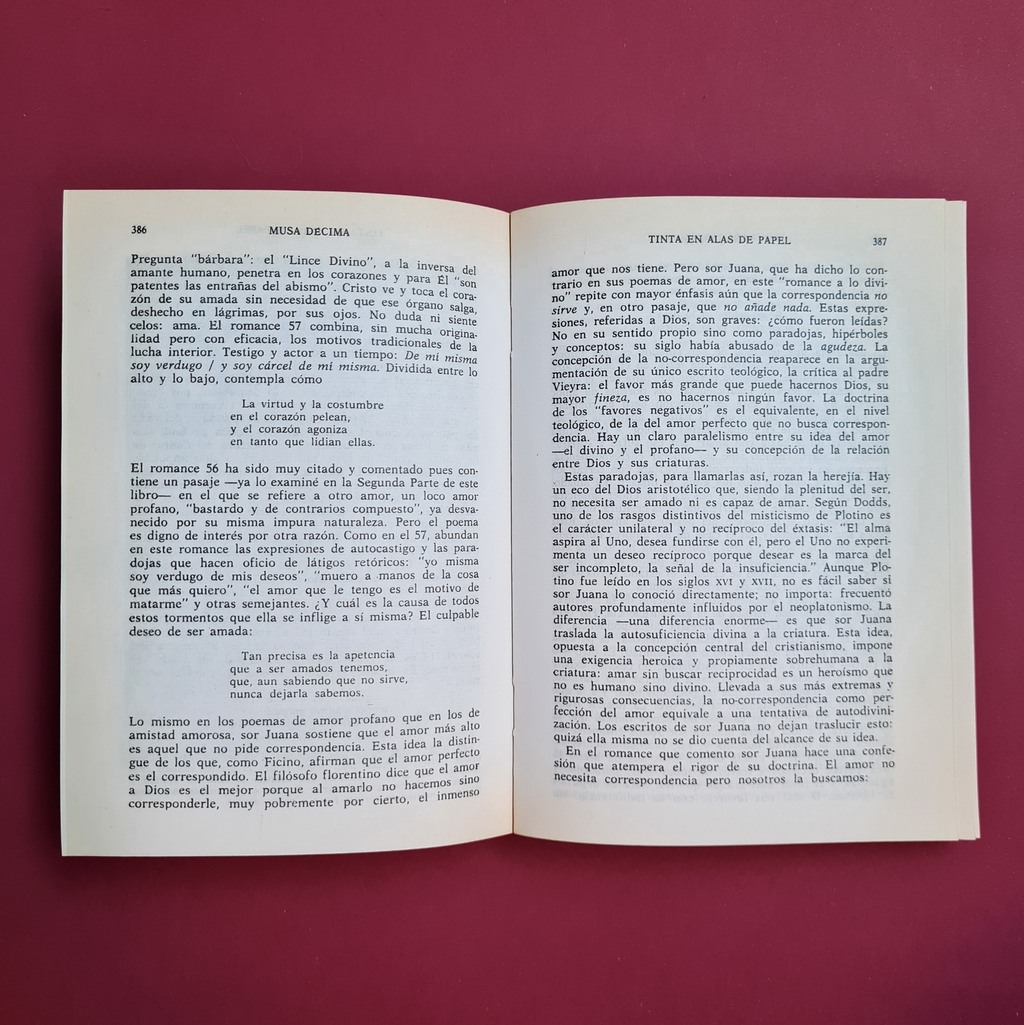 386
MUSA DÉCIMA
Pregunta "bárbara": el "Lince Divino", a la inversa del
amante humano, penetra en los corazones y para Él "son
patentes las entrañas del abismo". Cristo ve y toca el cora-
zón de su amada sin necesidad de que ese órgano salga,
deshecho en lágrimas, por sus ojos. No duda ni siente
celos: ama. El romance 57 combina, sin mucha origina-
lidad pero con eficacia, los motivos tradicionales de la
lucha interior. Testigo y actor a un tiempo: De mí misma
soy verdugo / y soy cárcel de mí misma. Dividida entre lo
alto y lo bajo, contempla cómo
La virtud y la costumbre
en el corazón pelean,
y el corazón agoniza
en tanto que lidian ellas.
El romance 56 ha sido muy citado y comentado pues con-
tiene un pasaje —ya lo examiné en la Segunda Parte de este
libro— en el que se refiere a otro amor, un loco amor
profano, "bastardo y de contrarios compuesto", ya desva-
necido por su misma impura naturaleza. Pero el poema
es digno de interés por otra razón. Como en el 57, abundan
en este romance las expresiones de autocastigo y las para-
dojas que hacen oficio de látigos retóricos: "yo misma
soy verdugo de mis deseos", "muero a manos de la cosa
que más quiero", "el amor que le tengo es el motivo de
matarme" y otras semejantes. ¿Y cuál es la causa de todos
estos tormentos que ella se inflige a sí misma? El culpable
deseo de ser amada:
Tan precisa es la apetencia
que a ser amados tenemos,
que, aun sabiendo que no sirve,
nunca dejarla sabemos.
Lo mismo en los poemas de amor profano que en los de
amistad amorosa, sor Juana sostiene que el amor más alto
es aquel que no pide correspondencia. Esta idea la distin-
gue de los que, como Ficino, afirman que el amor perfecto
es el correspondido. El filósofo florentino dice que el amor
a Dios es el mejor porque al amarlo no hacemos sino
corresponderle, muy pobremente por cierto, el inmenso
TINTA EN ALAS DE PAPEL
387
amor que nos tiene. Pero sor Juana, que ha dicho lo con-
trario en sus poemas de amor, en este "romance a lo divi-
no" repite con mayor énfasis aún que la correspondencia no
sirve y, en otro pasaje, que no añade nada. Estas expre-
siones, referidas a Dios, son graves: ¿cómo fueron leídas?
No en su sentido propio sino como paradojas, hipérboles
y conceptos: su siglo había abusado de la agudeza. La
concepción de la no-correspondencia reaparece en la argu-
mentación de su único escrito teológico, la crítica al padre
Vieyra: el favor más grande que puede hacernos Dios, su
mayor fineza, es no hacernos ningún favor. La doctrina
de los "favores negativos" es el equivalente, en el nivel
teológico, de la del amor perfecto que no busca correspon-
dencia. Hay un claro paralelismo entre su idea del amor
—el divino y el profano— y su concepción de la relación
entre Dios y sus criaturas.
Estas paradojas, para llamarlas así, rozan la herejía. Hay
un eco del Dios aristotélico que, siendo la plenitud del ser,
no necesita ser amado ni es capaz de amar. Según Dodds,
uno de los rasgos distintivos del misticismo de Plotino es
el carácter unilateral y no recíproco del éxtasis: "El alma
aspira al Uno, desea fundirse con él, pero el Uno no experi-
menta un deseo recíproco porque desear es la marca del
ser incompleto, la señal de la insuficiencia." Aunque Plo-
tino fue leído en los siglos XVI y XVII, no es fácil saber si
sor Juana lo conoció directamente; no importa: frecuentó
autores profundamente influidos por el neoplatonismo. La
diferencia —una diferencia enorme— es que sor Juana
traslada la autosuficiencia divina a la criatura. Esta idea,
opuesta a la concepción central del cristianismo, impone
una exigencia heroica y propiamente sobrehumana a la
criatura: amar sin buscar reciprocidad es un heroísmo que
no es humano sino divino. Llevada a sus más extremas y
rigurosas consecuencias, la no-correspondencia como per-
fección del amor equivale a una tentativa de autodivini-
zación. Los escritos de sor Juana no dejan traslucir esto:
quizá ella misma no se dio cuenta del alcance de su idea.
En el romance que comento sor Juana hace una confe-
sión que atempera el rigor de su doctrina. El amor no
necesita correspondencia pero nosotros la buscamos: